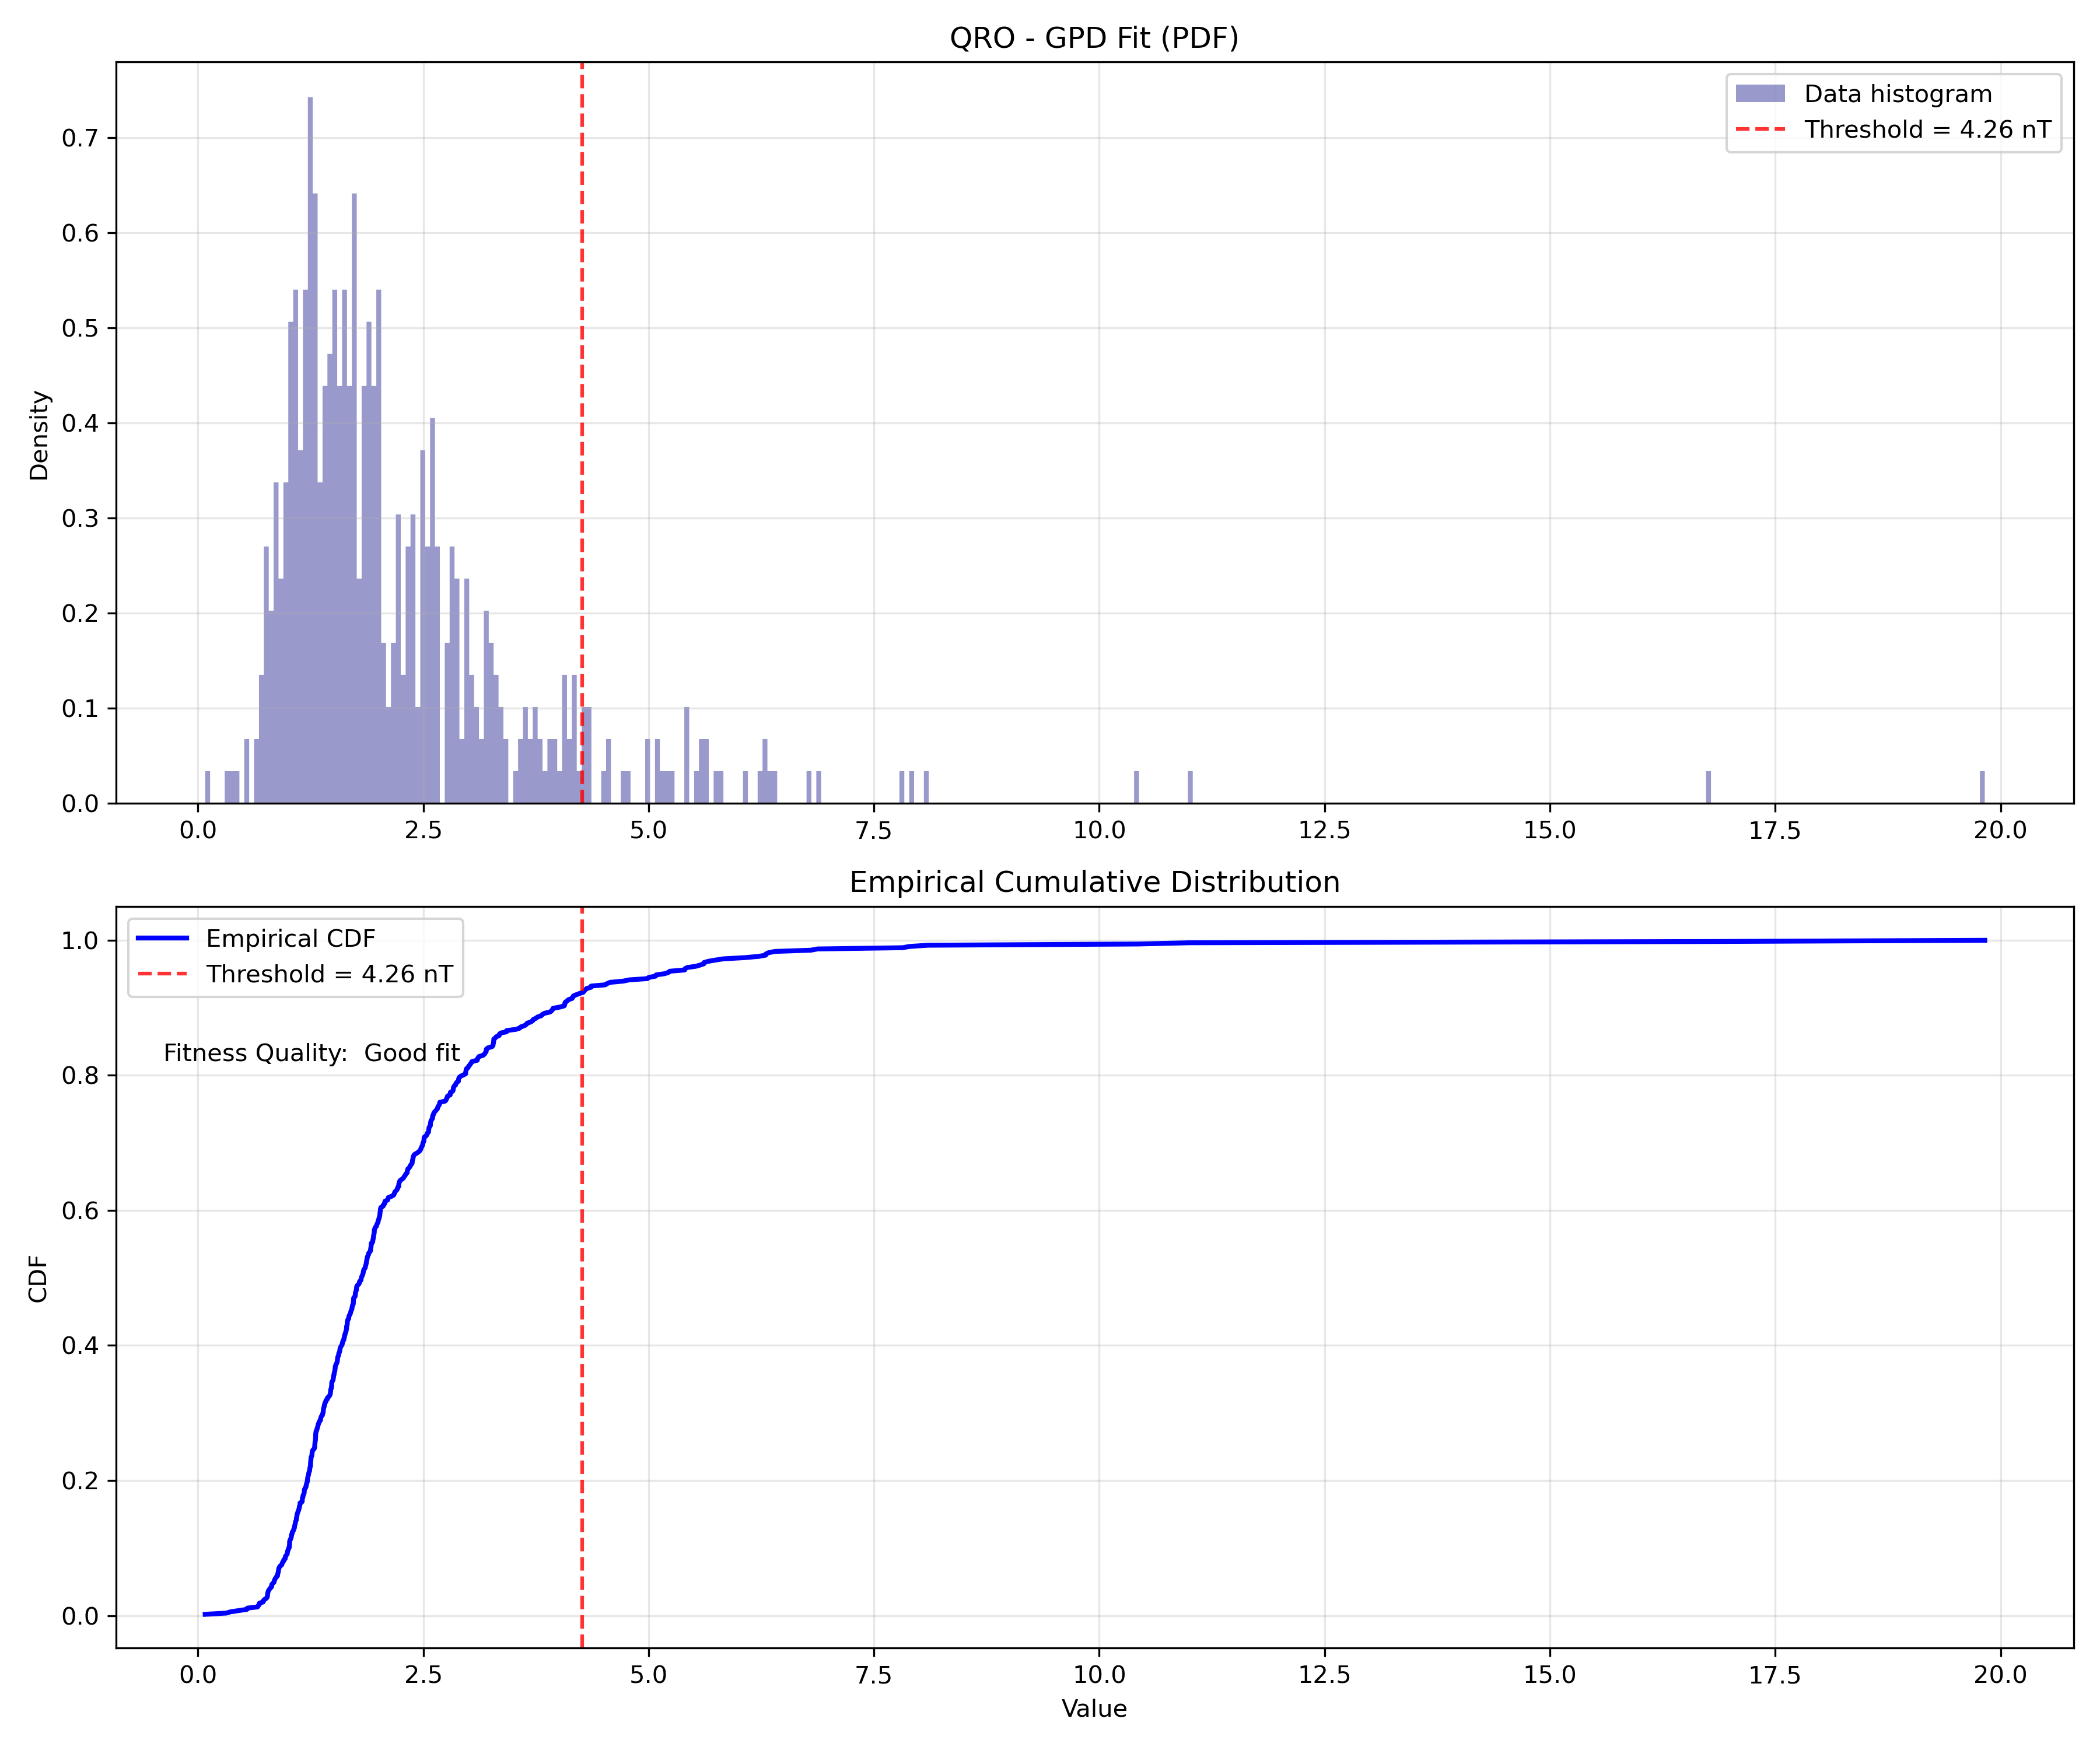 QRO - GPD Fit (PDF)
Data histogram
Threshold = 4.26 nT
Density
0.7
0.6
0.5
0.4
0.3
0.2
0.1
0.0
0.0 2.5 5.0 7.5 10.0 12.5 15.0 17.5 20.0
Empirical Cumulative Distribution
Empirical CDF
Threshold = 4.26 nT
Fitness Quality:  Good fit
CDF
1.0
0.8
0.6
0.4
0.2
0.0
0.0 2.5 5.0 7.5 10.0 12.5 15.0 17.5 20.0
Value